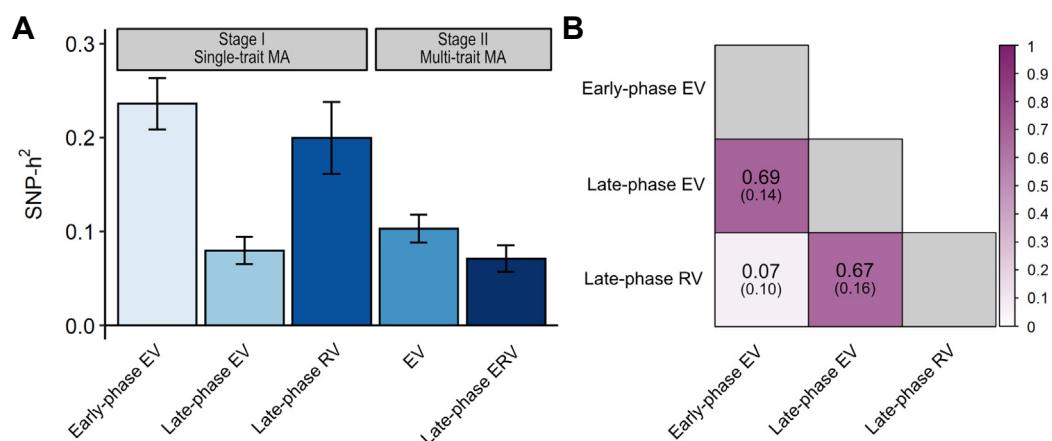 A
SNP-h²
0.3
0.2
0.1
0.0
Stage I
Single-trait MA
Stage II
Multi-trait MA
Early-phase EV
Late-phase EV
Late-phase RV
EV
Late-phase ERV
B
Early-phase EV
Late-phase EV
Late-phase RV
0.69
(0.14)
0.07
(0.10)
0.67
(0.16)
Early-phase EV
Late-phase EV
Late-phase RV
1
0.9
0.8
0.7
0.6
0.5
0.4
0.3
0.2
0.1
0